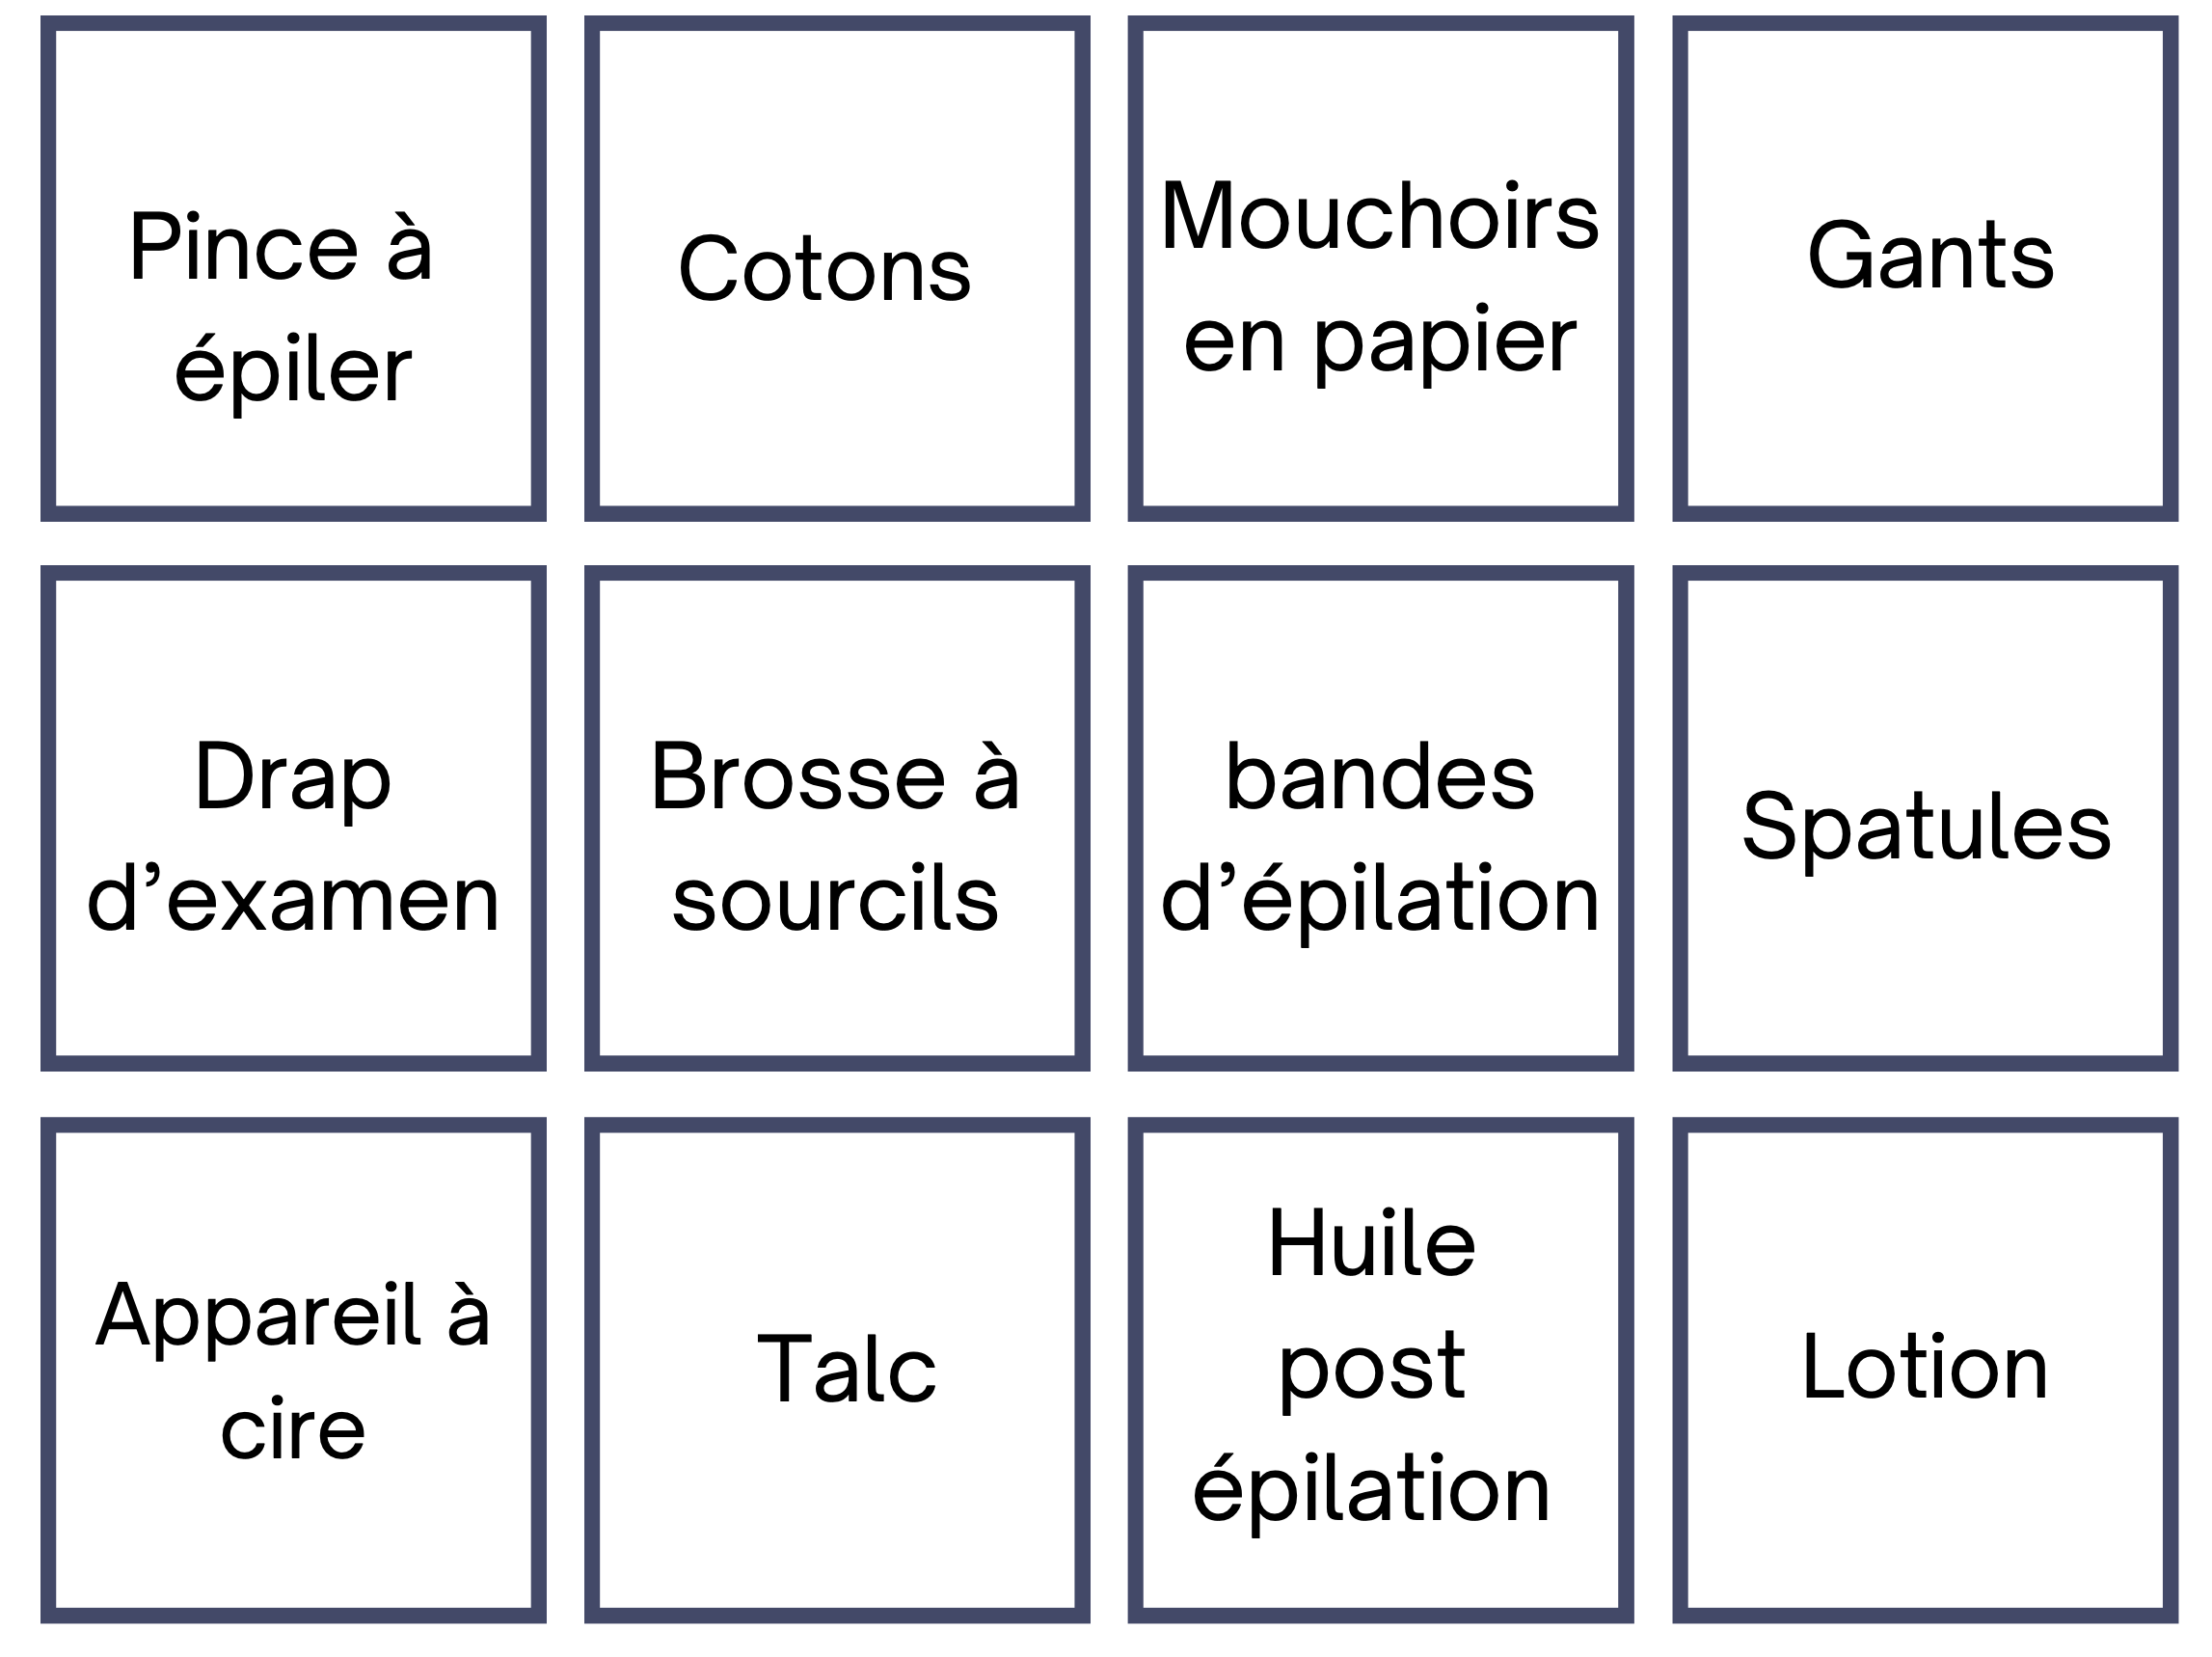 Pince à
épiler
Cotons
Mouchoirs
en papier
Gants
Drap
d’examen
Brosse à
sourcils
bandes
d’épilation
Spatules
Appareil à
cire
Talc
Huile
post
épilation
Lotion